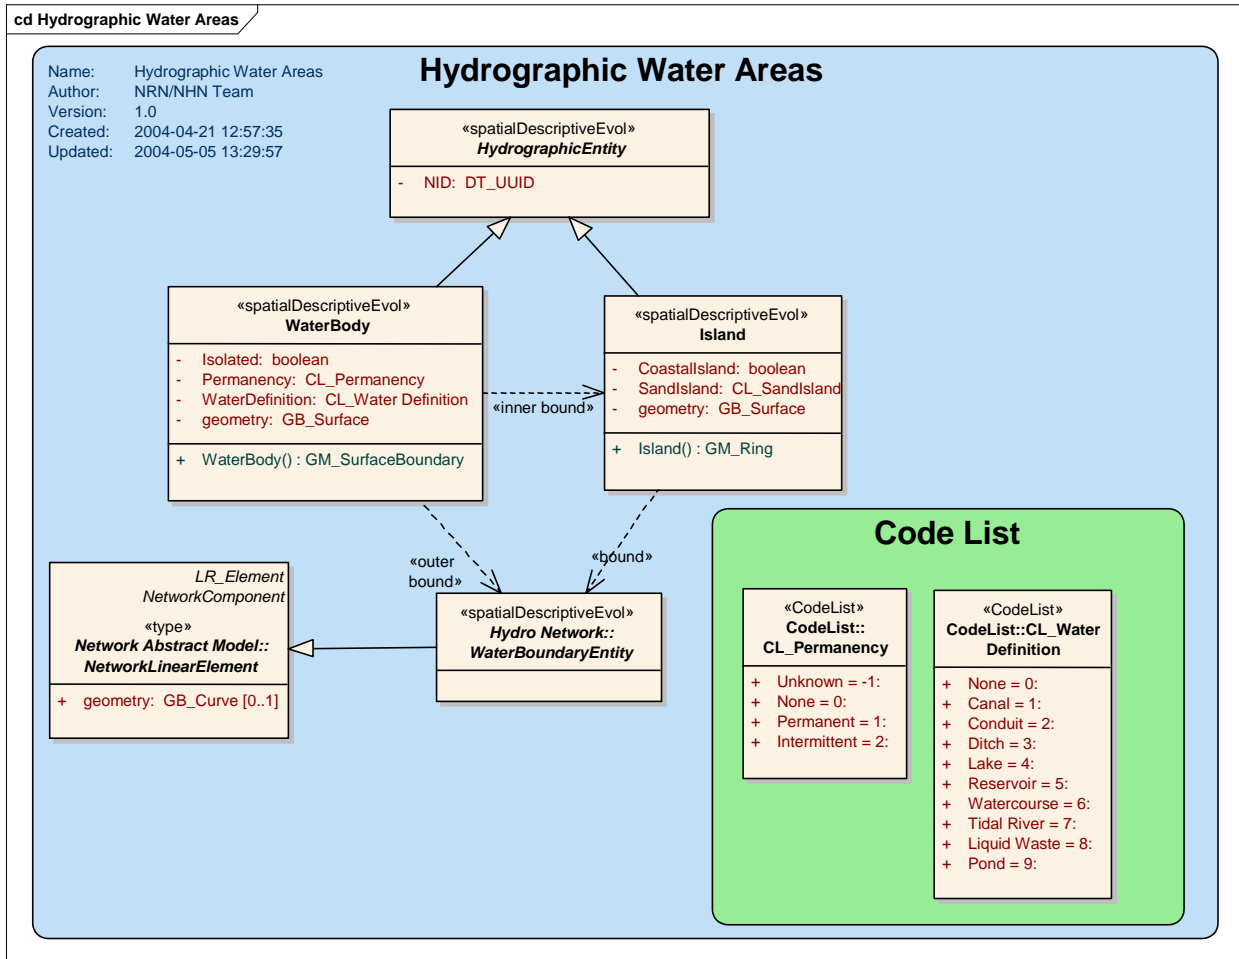 cd Hydrographic Water Areas
Hydrographic Water Areas
Name: Hydrographic Water Areas
Author: NRN/NHN Team
Version: 1.0
Created: 2004-04-21 12:57:35
Updated: 2004-05-05 13:29:57
«spatialDescriptiveEvol»
HydrographicEntity
- NID: DT_UUID
«spatialDescriptiveEvol»
WaterBody
- Isolated: boolean
- Permanency: CL_Permanency
- WaterDefinition: CL_Water Definition
- geometry: GB_Surface
+ WaterBody() : GM_SurfaceBoundary
«inner bound»
«spatialDescriptiveEvol»
Island
- CoastalIsland: boolean
- SandIsland: CL_SandIsland
- geometry: GB_Surface
+ Island() : GM_Ring
«outer
bound»
«bound»
LR_Element
NetworkComponent
«type»
Network Abstract Model::
NetworkLinearElement
+ geometry: GB_Curve [0..1]
«spatialDescriptiveEvol»
Hydro Network::
WaterBoundaryEntity
Code List
«CodeList»
CodeList::
CL_Permanency
+ Unknown = -1:
+ None = 0:
+ Permanent = 1:
+ Intermittent = 2:
«CodeList»
CodeList::CL_Water
Definition
+ None = 0:
+ Canal = 1:
+ Conduit = 2:
+ Ditch = 3:
+ Lake = 4:
+ Reservoir = 5:
+ Watercourse = 6:
+ Tidal River = 7:
+ Liquid Waste = 8:
+ Pond = 9: